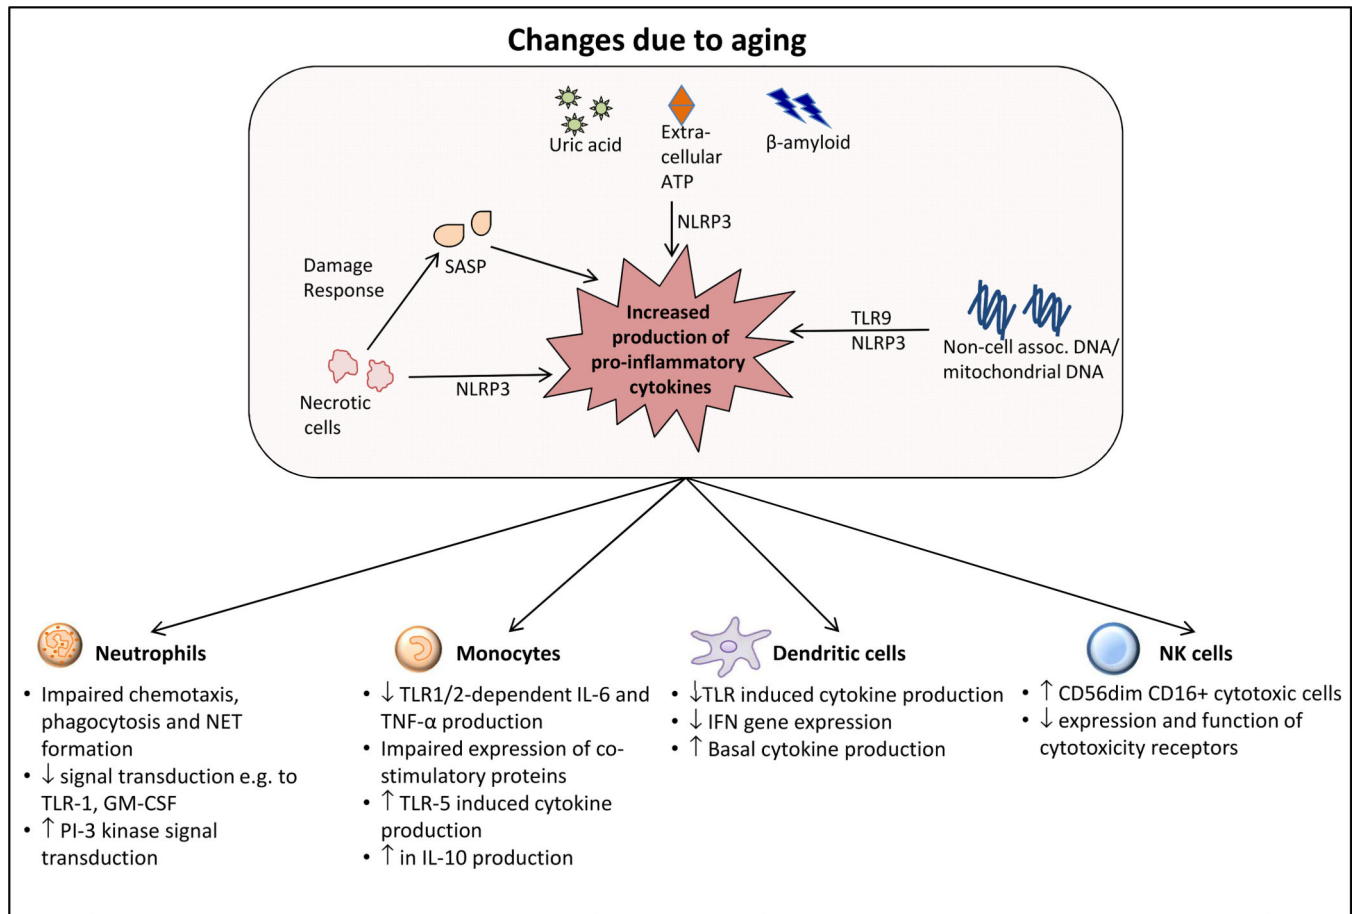 Changes due to aging
Uric acid
Extra-
cellular
ATP
β-amyloid
NLRP3
Damage
Response
SASP
Increased
production of
pro-inflammatory
cytokines
TLR9
NLRP3
Non-cell assoc. DNA/
mitochondrial DNA
NLRP3
Necrotic
cells
Neutrophils
• Impaired chemotaxis,
phagocytosis and NET
formation
• ↓ signal transduction e.g. to
TLR-1, GM-CSF
• ↑ PI-3 kinase signal
transduction
Monocytes
• ↓ TLR1/2-dependent IL-6 and
TNF-α production
• Impaired expression of co-
stimulatory proteins
• ↑ TLR-5 induced cytokine
production
• ↑ in IL-10 production
Dendritic cells
• ↓TLR induced cytokine production
• ↓ IFN gene expression
• ↑ Basal cytokine production
NK cells
• ↑ CD56dim CD16+ cytotoxic cells
• ↓ expression and function of
cytotoxicity receptors